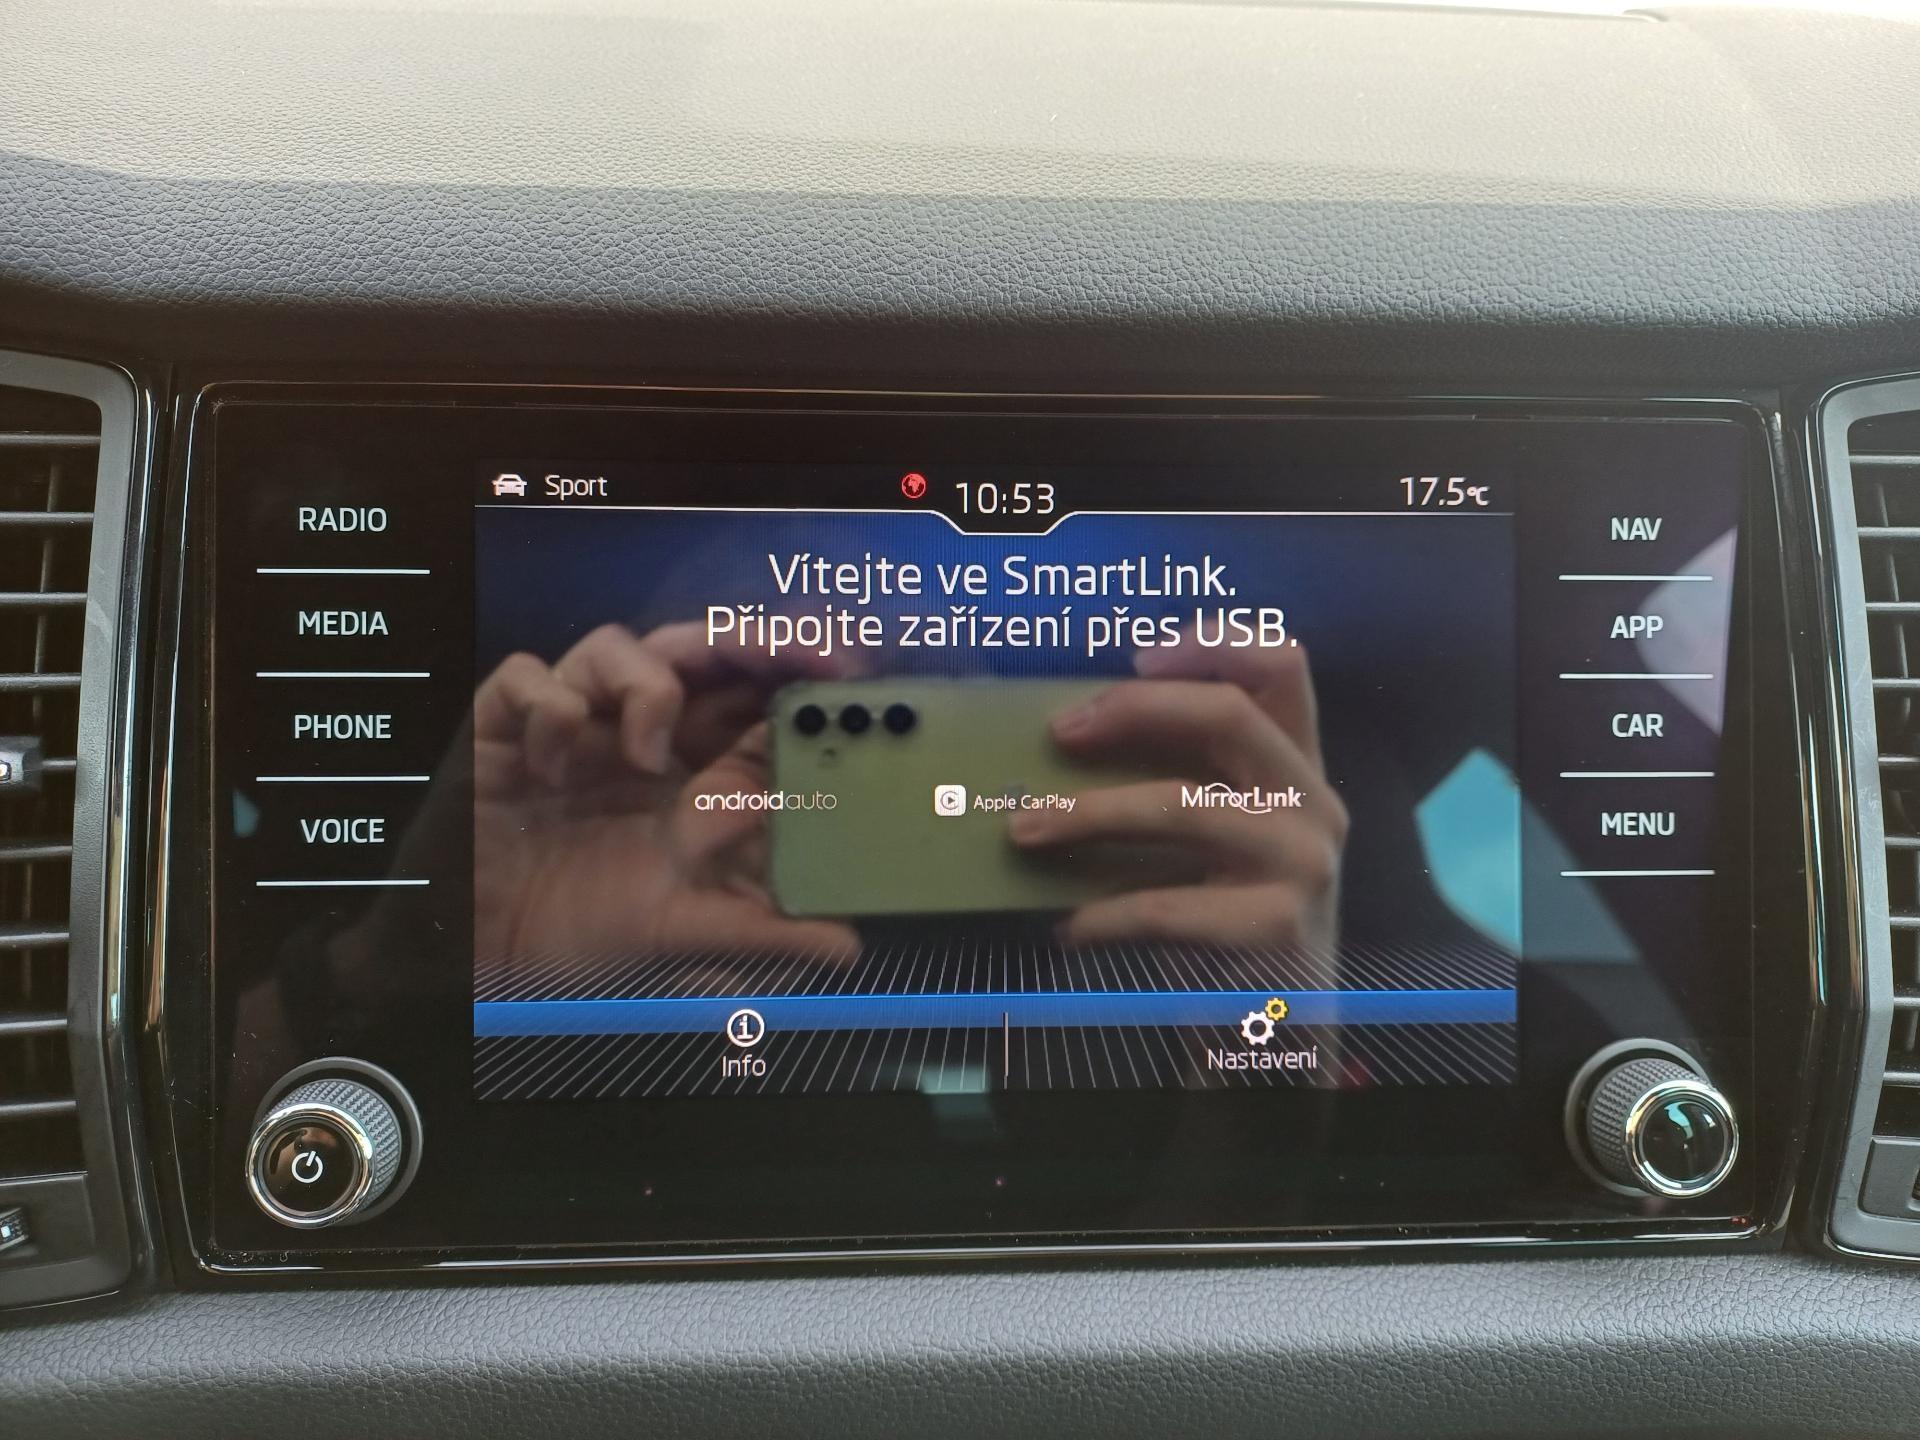 Sport
10:53
17.5°C
RADIO
MEDIA
PHONE
VOICE
Vítejte ve SmartLink.
Připojte zařízení přes USB.
androidauto
Apple CarPlay
MirrorLink
Info
Nastavení
NAV
APP
CAR
MENU